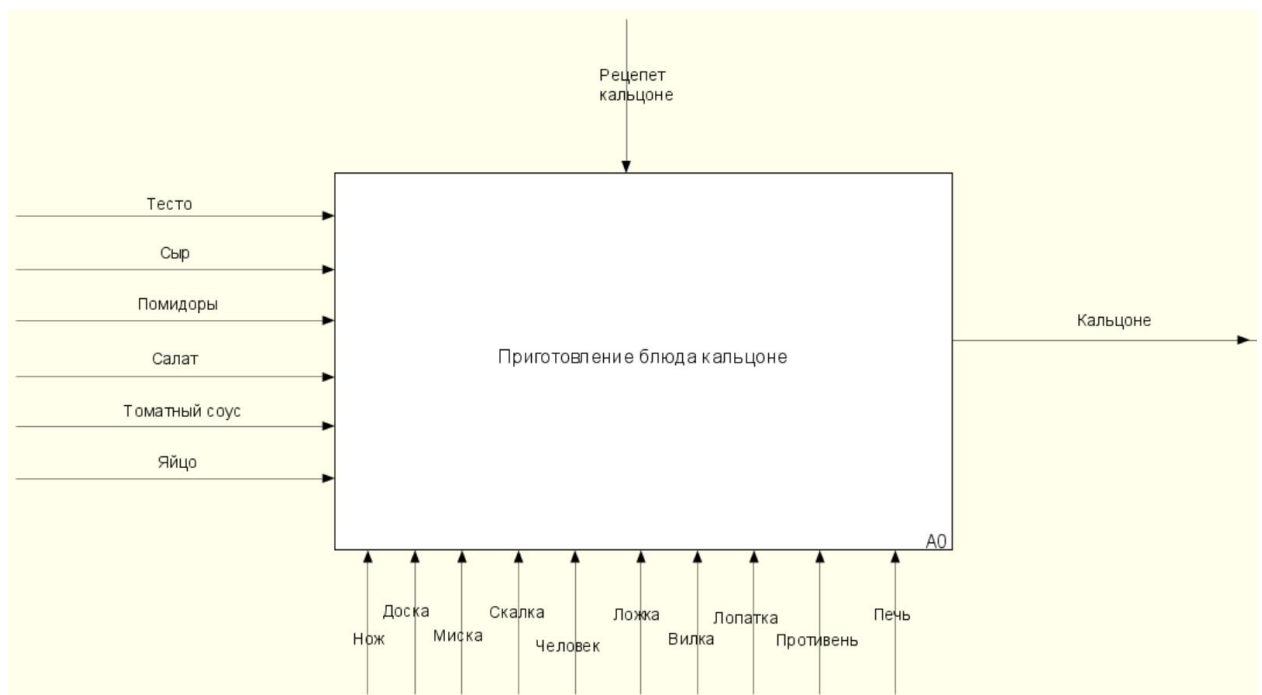 Рецепет
кальцоне
Тесто
Сыр
Помидоры
Салат
Томатный соус
Яйцо
Приготовление блюда кальцоне
Кальцоне
A0
Нож
Доска
Миска
Скалка
Человек
Ложка
Вилка
Лопатка
Противень
Печь